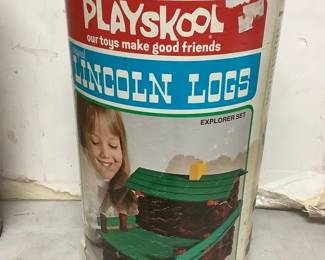 PLAYSKOOL
our toys make good friends
LINCOLN LOGS
EXPLORER SET